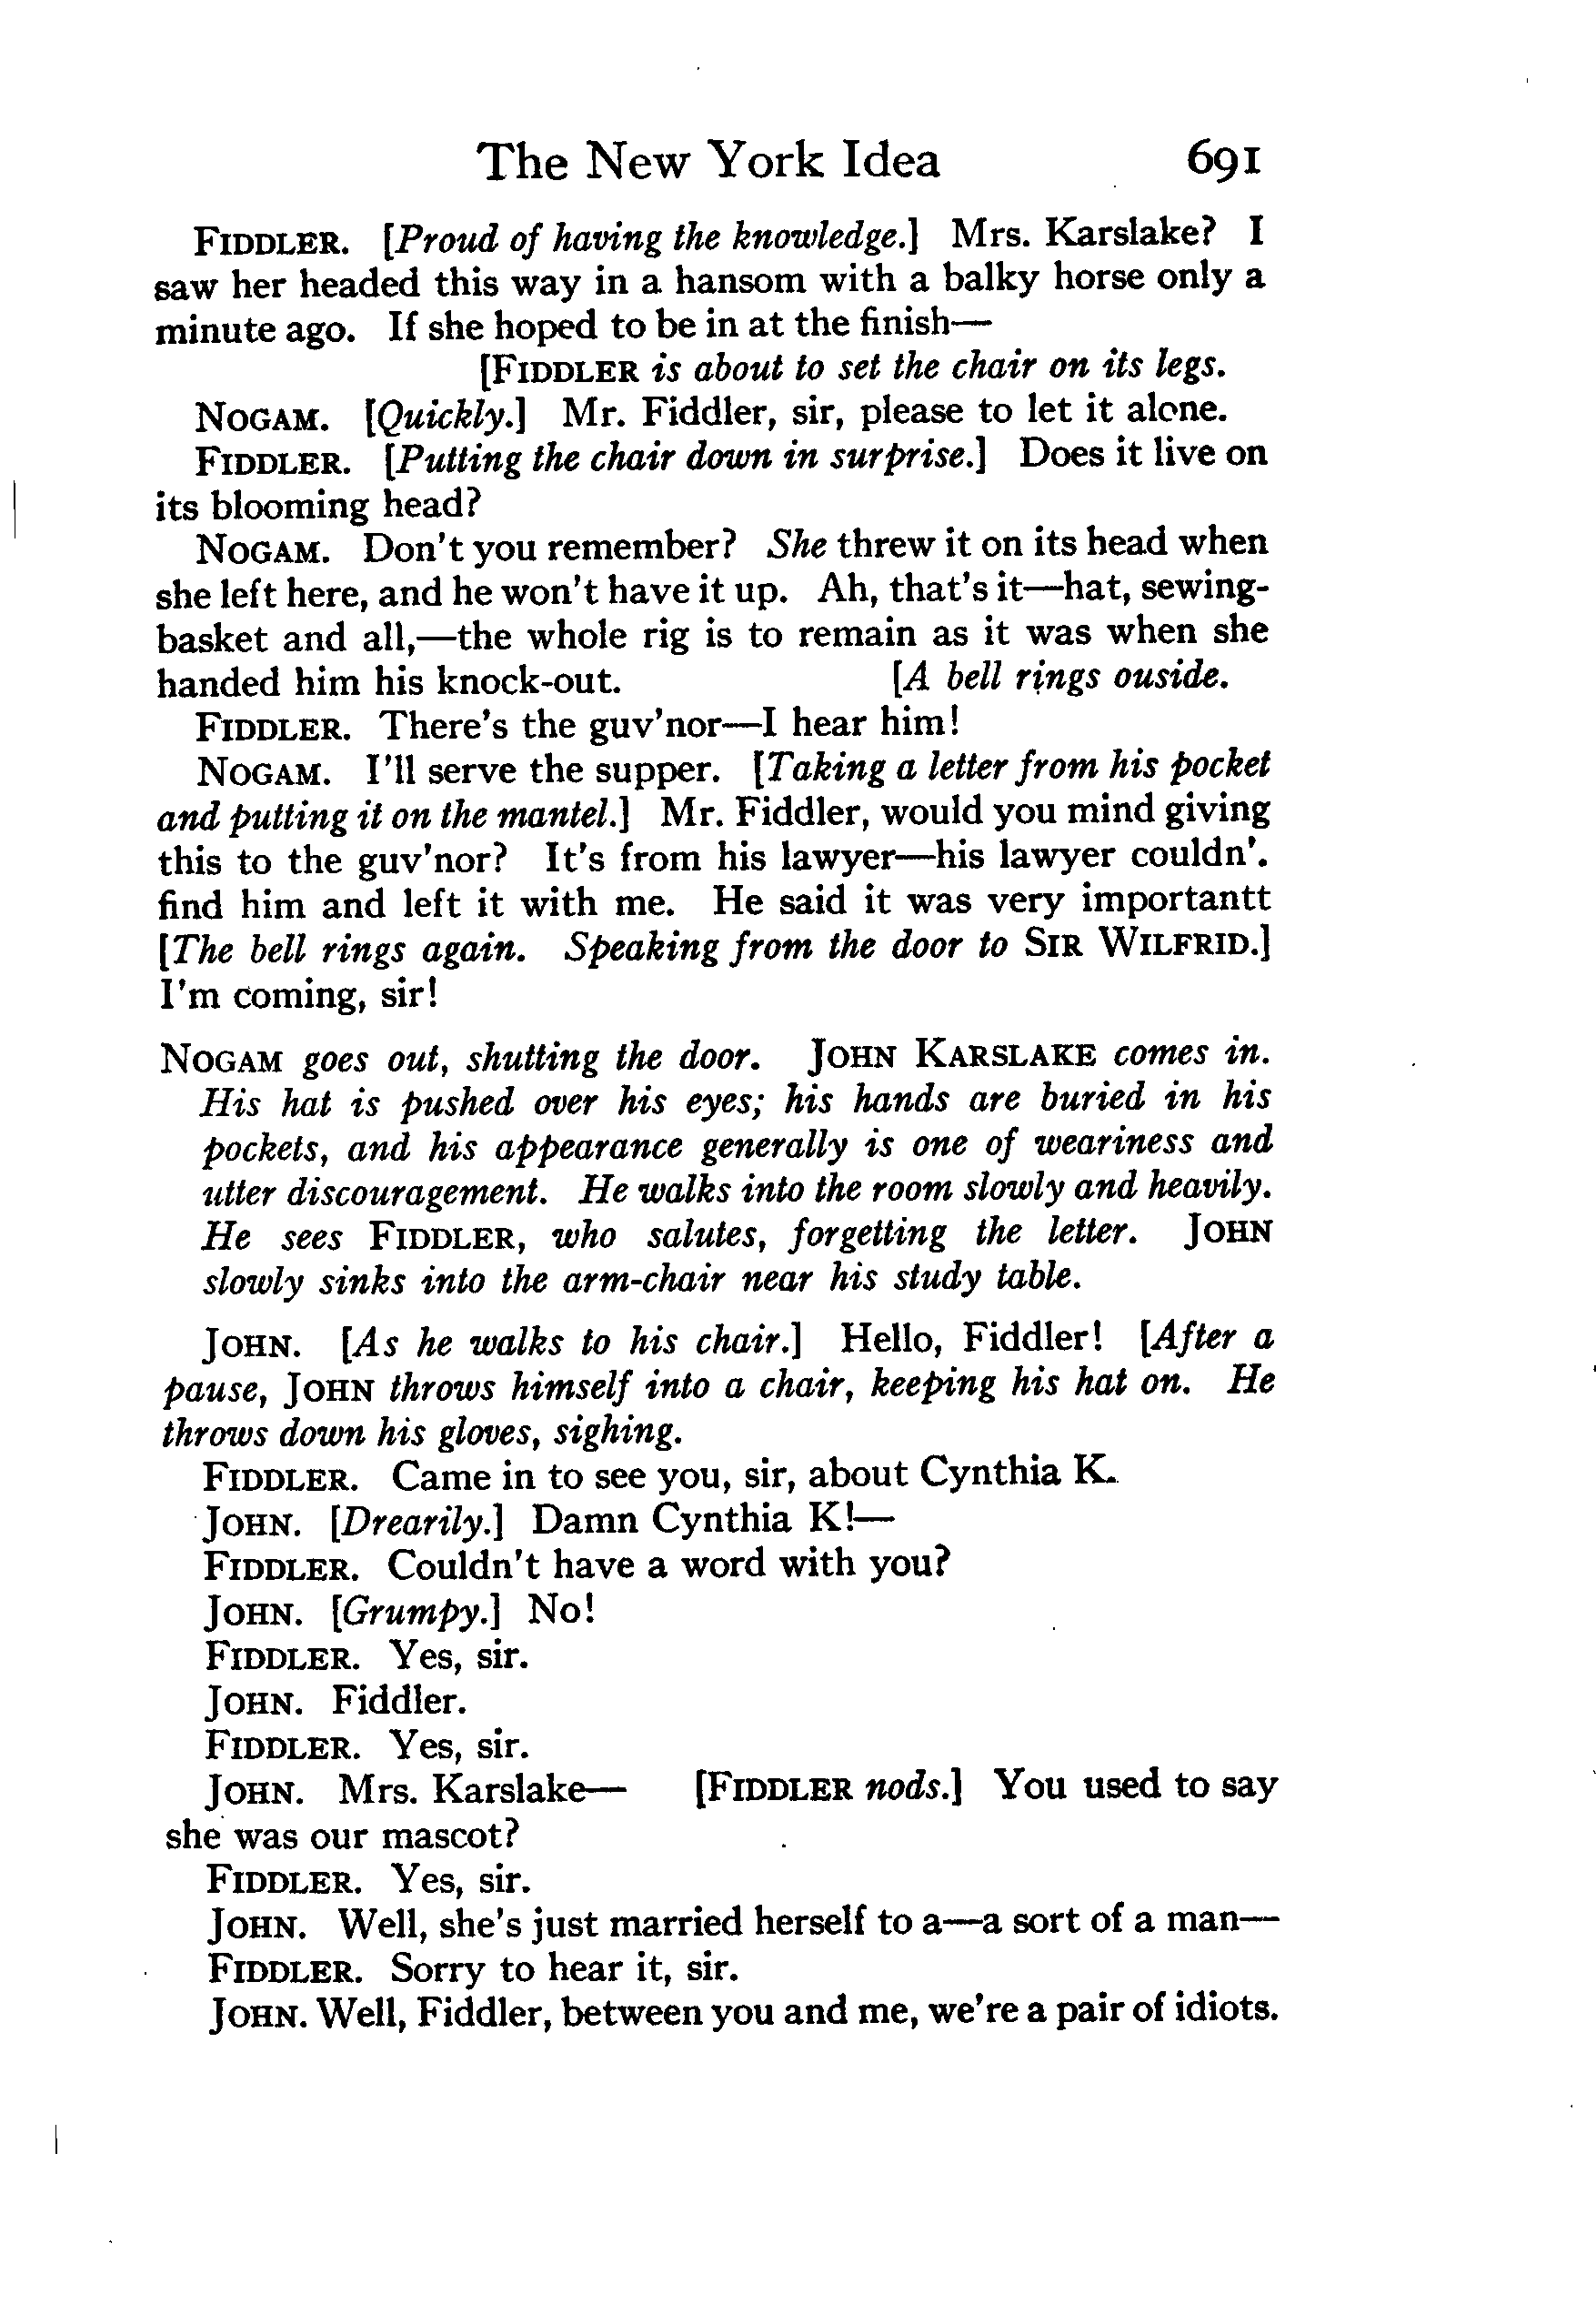 The New York Idea 691
FIDDLER. [Proud of having the knowledge.] Mrs. Karslake? I
saw her headed this way in a hansom with a balky horse only a
minute ago. If she hoped to be in at the finish—
[FIDDLER is about to set the chair on its legs.
NOGAM. [Quickly.] Mr. Fiddler, sir, please to let it alone.
FIDDLER. [Putting the chair down in surprise.] Does it live on
its blooming head?
NOGAM. Don't you remember? She threw it on its head when
she left here, and he won't have it up. Ah, that's it—hat, sewing-
basket and all,—the whole rig is to remain as it was when she
handed him his knock-out. [A bell rings ouside.
FIDDLER. There's the guv'nor—I hear him!
NOGAM. I'll serve the supper. [Taking a letter from his pocket
and putting it on the mantel.] Mr. Fiddler, would you mind giving
this to the guv'nor? It's from his lawyer—his lawyer couldn'.
find him and left it with me. He said it was very importantt
[The bell rings again. Speaking from the door to SIR WILFRID.]
I'm coming, sir!
NOGAM goes out, shutting the door. JOHN KARSLAKE comes in.
His hat is pushed over his eyes; his hands are buried in his
pockets, and his appearance generally is one of weariness and
utter discouragement. He walks into the room slowly and heavily.
He sees FIDDLER, who salutes, forgetting the letter. JOHN
slowly sinks into the arm-chair near his study table.
JOHN. [As he walks to his chair.] Hello, Fiddler! [After a
pause, JOHN throws himself into a chair, keeping his hat on. He
throws down his gloves, sighing.
FIDDLER. Came in to see you, sir, about Cynthia K.
JOHN. [Drearily.] Damn Cynthia K!—
FIDDLER. Couldn't have a word with you?
JOHN. [Grumpy.] No!
FIDDLER. Yes, sir.
JOHN. Fiddler.
FIDDLER. Yes, sir.
JOHN. Mrs. Karslake— [FIDDLER nods.] You used to say
she was our mascot?
FIDDLER. Yes, sir.
JOHN. Well, she's just married herself to a—a sort of a man—
FIDDLER. Sorry to hear it, sir.
JOHN. Well, Fiddler, between you and me, we're a pair of idiots.